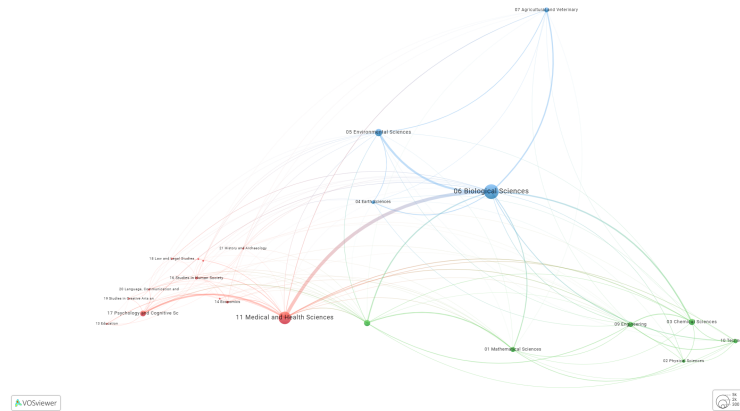 07 Agricultural and Veterinary
05 Environmental Sciences
06 Biological Sciences
04 Earth Sciences
21 History and Archaeology
18 Law and Legal Studies
16 Studies in Human Society
20 Language, Communication and
19 Studies in Creative Arts an
14 Economics
17 Psychology and Cognitive Sc
11 Medical and Health Sciences
13 Education
09 Engineering
03 Chemical Sciences
01 Mathematical Sciences
02 Physical Sciences
VOSviewer